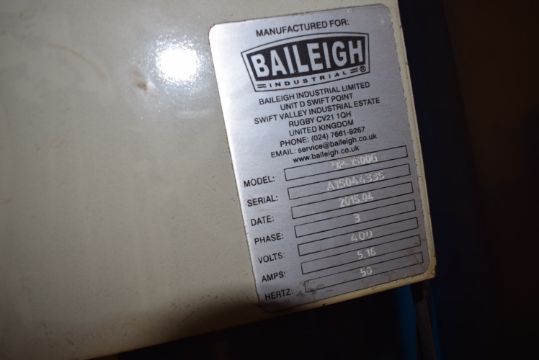 MANUFACTURED FOR:
BAILEIGH
INDUSTRIAL
BAILEIGH INDUSTRIAL LIMITED
UNIT D SWIFT POINT
SWIFT VALLEY INDUSTRIAL ESTATE
RUGBY CV21 1QH
UNITED KINGDOM
PHONE: (024) 7661-9267
EMAIL: service@baileigh.co.uk
www.baileigh.co.uk
MODEL:
SERIAL:
DATE: 2015.04
PHASE: 3
VOLTS: 400
AMPS: 5.16
HERTZ: 50